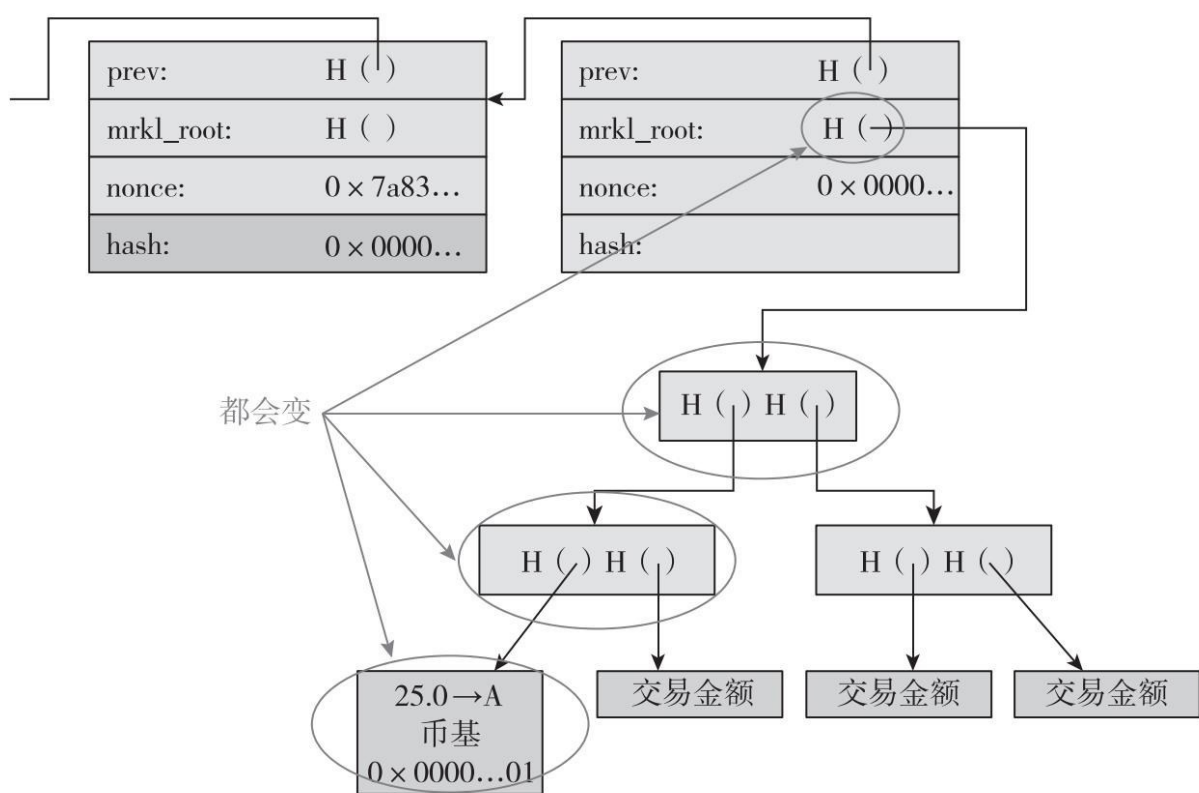 prev: H ( )
mrkl_root: H ( )
nonce: 0 × 7a83...
hash: 0 × 0000...
prev: H ( )
mrkl_root: H ( )
nonce: 0 × 0000...
hash:
都会变
H ( ) H ( )
H ( ) H ( )
H ( ) H ( )
25.0→A
币基
0 × 0000...01
交易金额
交易金额
交易金额